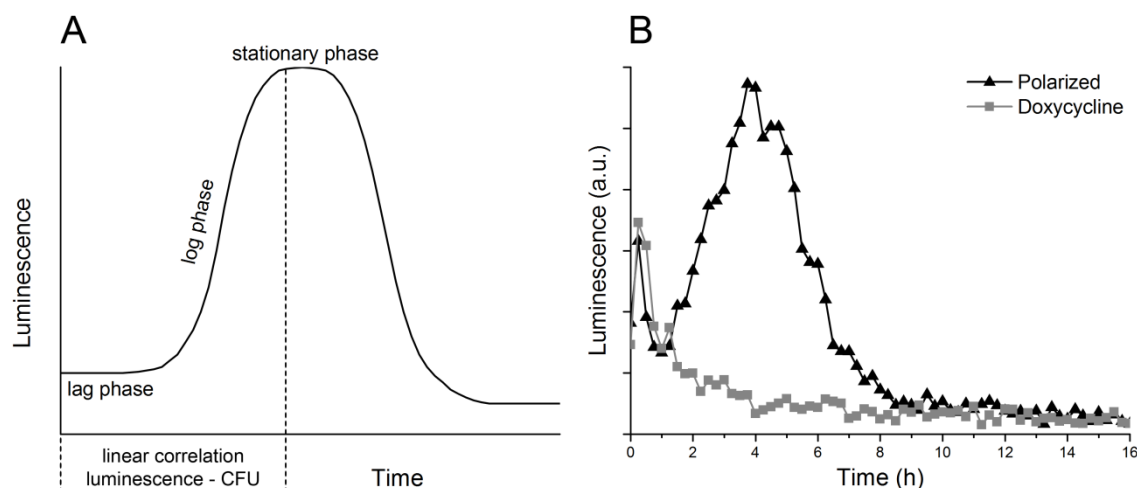 A
stationary phase
log phase
Luminescence
lag phase
linear correlation
luminescence - CFU
Time
B
Polarized
Doxycycline
Luminescence (a.u.)
0 2 4 6 8 10 12 14 16
Time (h)